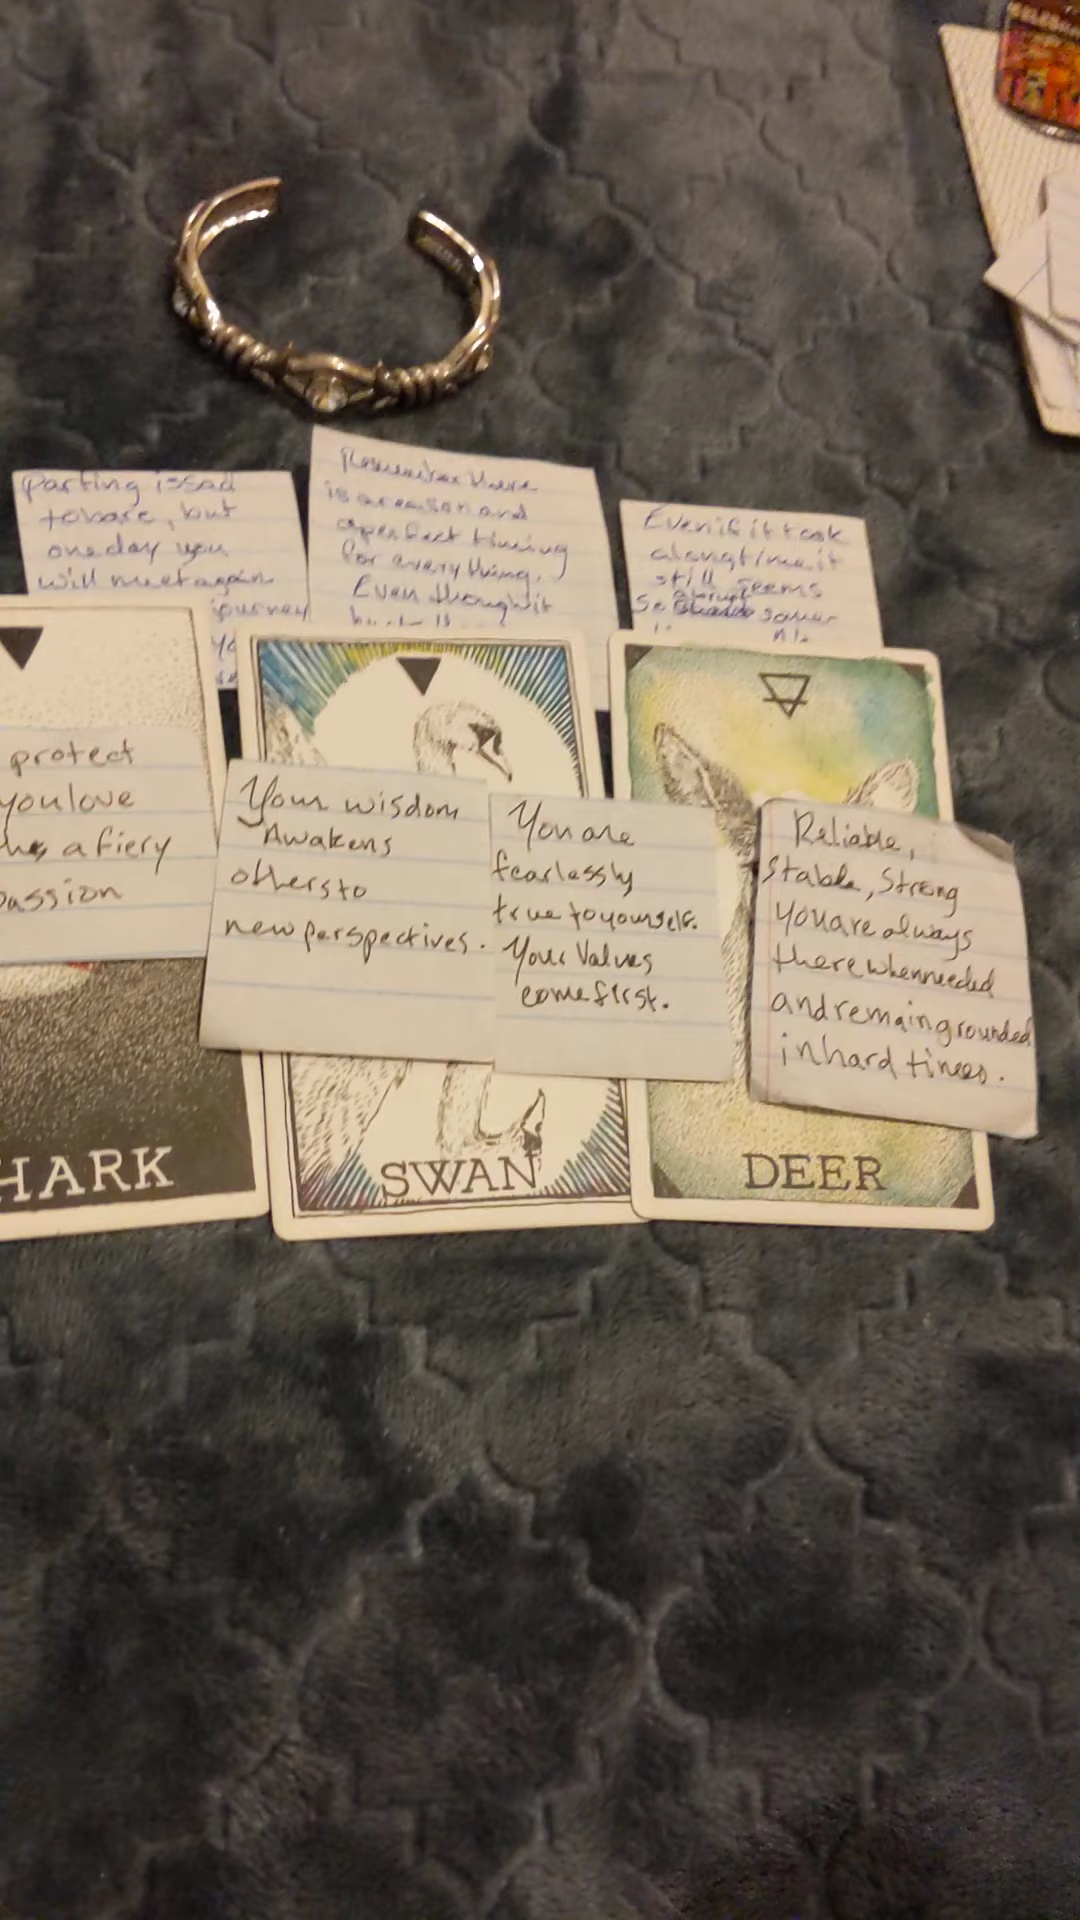 Parting is sad
to bare, but
one day you
will meet again
journey
Remember there
is a reason and
a perfect timing
for everything.
Even though it
Even if it took
a long time it
still seems
abrupt
so
protect
you love
a fiery
passion
Your wisdom
Awakens
others to
new perspectives.
You are
fearlessly
true to yourself.
Your Values
come first.
Reliable,
Stable, Strong
You are always
there when needed
and remain grounded
in hard times.
HARK
SWAN
DEER